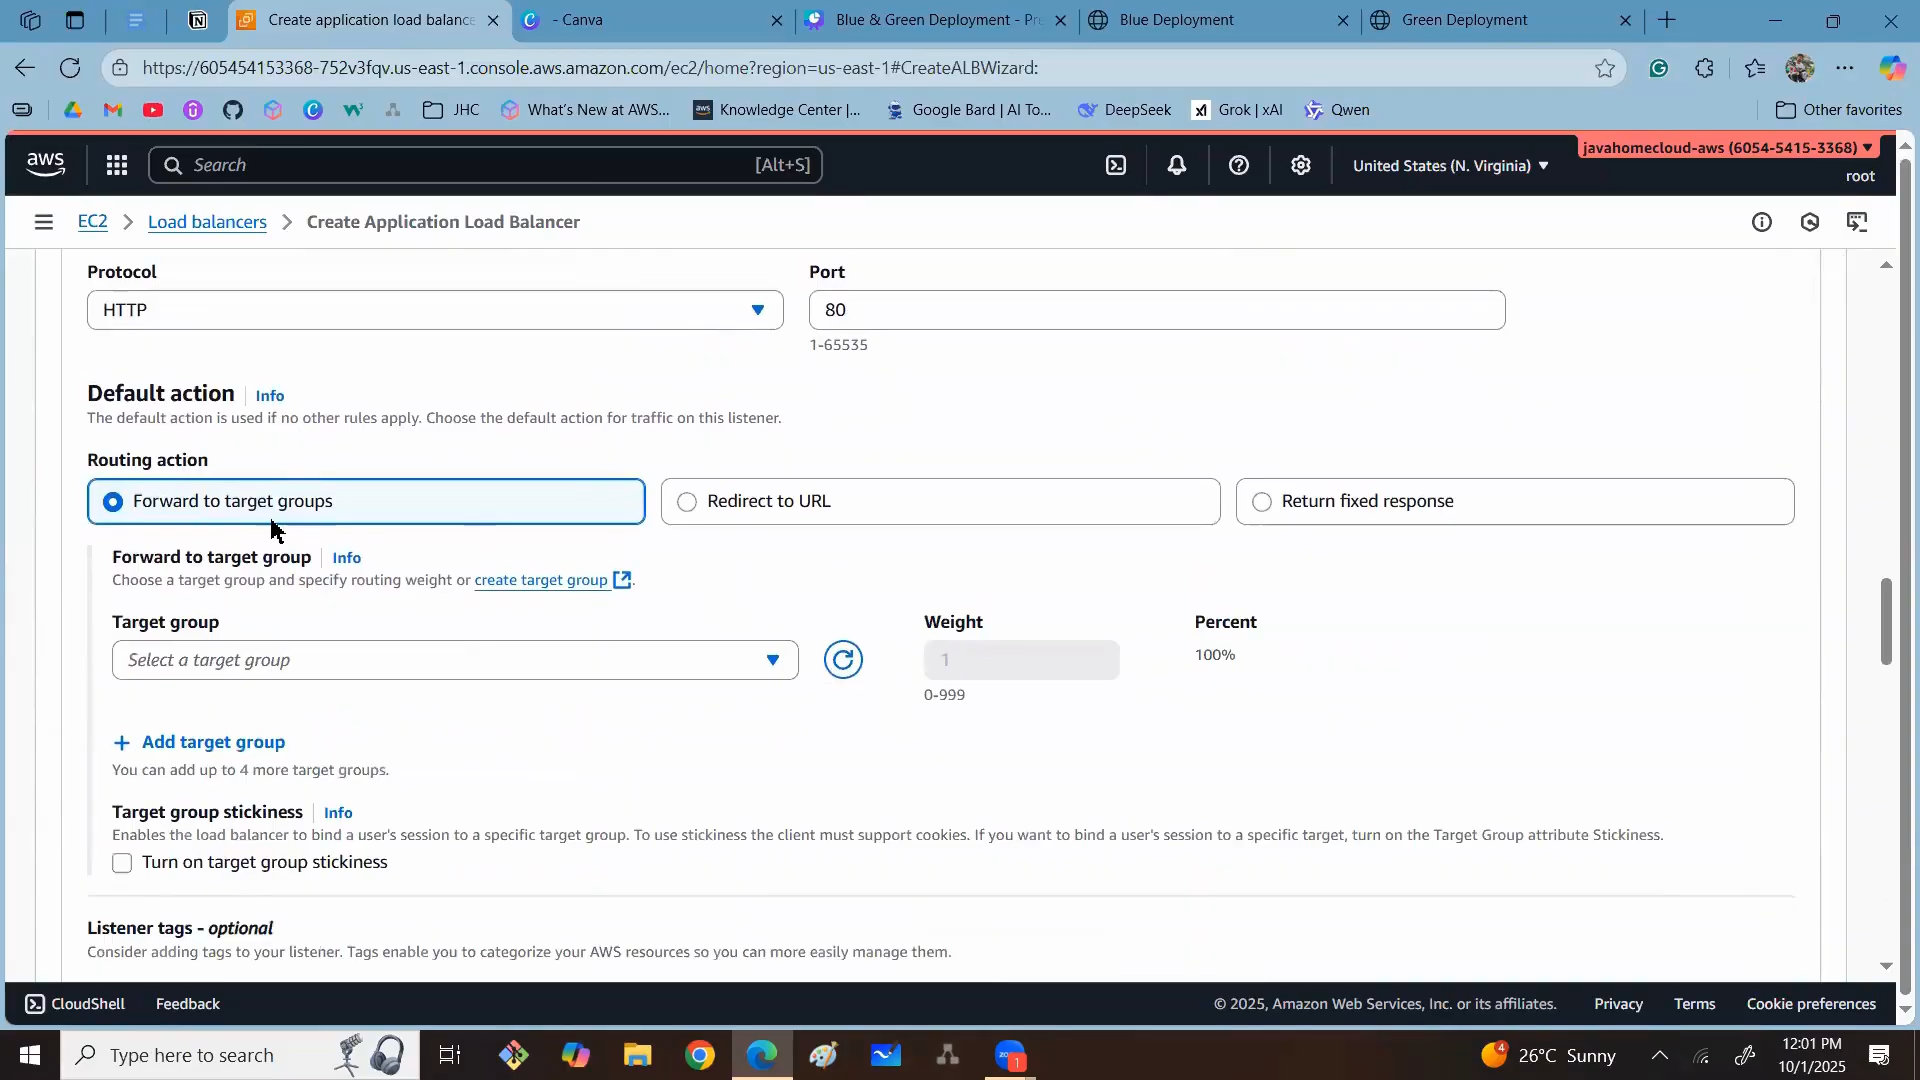 Create application load balance
- Canva
Blue & Green Deployment - Pre
Blue Deployment
Green Deployment
https://605454153368-752v3fqv.us-east-1.console.aws.amazon.com/ec2/home?region=us-east-1#CreateALBWizard:
JHC
What's New at AWS...
Knowledge Center |...
Google Bard | AI To...
DeepSeek
Grok | xAI
Qwen
Other favorites
aws
Search
[Alt+S]
United States (N. Virginia)
javahomecloud-aws (6054-5415-3368)
root
EC2
Load balancers
Create Application Load Balancer
Protocol
Port
HTTP
80
1-65535
Default action
Info
The default action is used if no other rules apply. Choose the default action for traffic on this listener.
Routing action
Forward to target groups
Redirect to URL
Return fixed response
Forward to target group
Info
Choose a target group and specify routing weight or create target group.
Target group
Weight
Percent
Select a target group
1
100%
0-999
+ Add target group
You can add up to 4 more target groups.
Target group stickiness
Info
Enables the load balancer to bind a user's session to a specific target group. To use stickiness the client must support cookies. If you want to bind a user's session to a specific target, turn on the Target Group attribute Stickiness.
Turn on target group stickiness
Listener tags - optional
Consider adding tags to your listener. Tags enable you to categorize your AWS resources so you can more easily manage them.
CloudShell
Feedback
© 2025, Amazon Web Services, Inc. or its affiliates.
Privacy
Terms
Cookie preferences
Type here to search
1
4
26°C Sunny
12:01 PM
10/1/2025